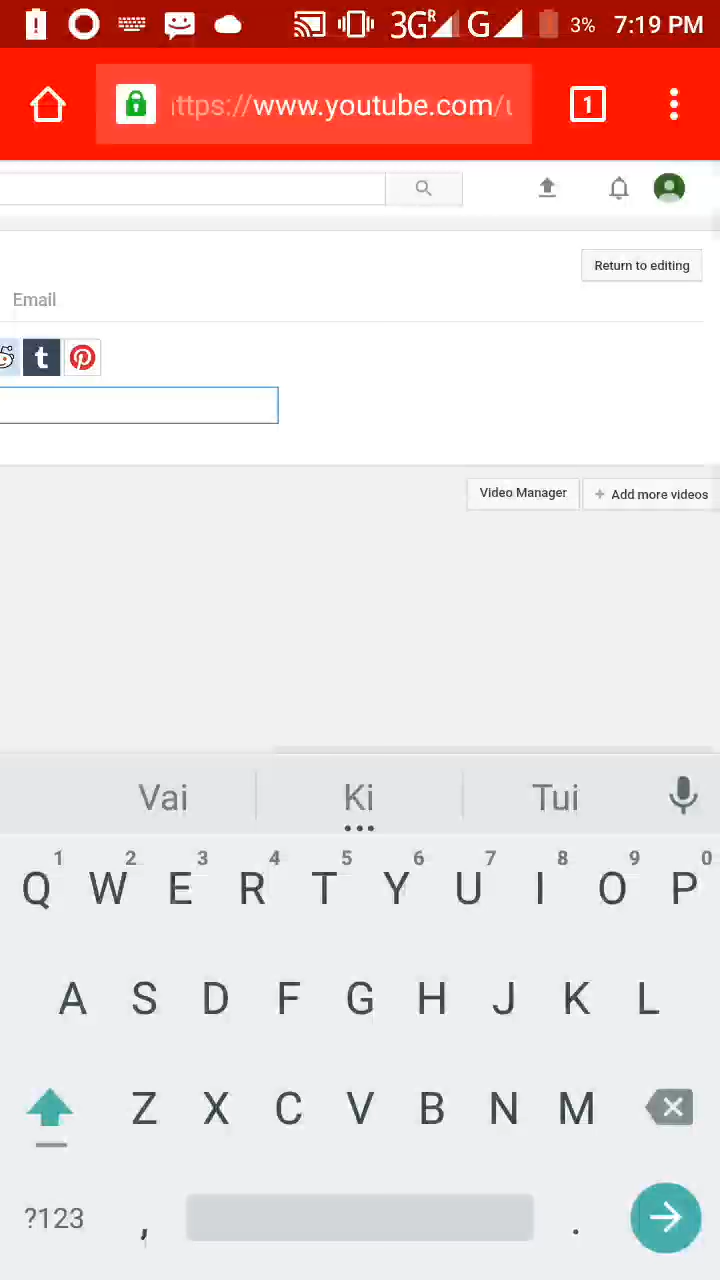 3G R G 3% 7:19 PM
ttps://www.youtube.com/u 1
Return to editing
Email
t
Video Manager + Add more videos
Vai Ki Tui
1 2 3 4 5 6 7 8 9 0
Q W E R T Y U I O P
A S D F G H J K L
Z X C V B N M
?123 , .